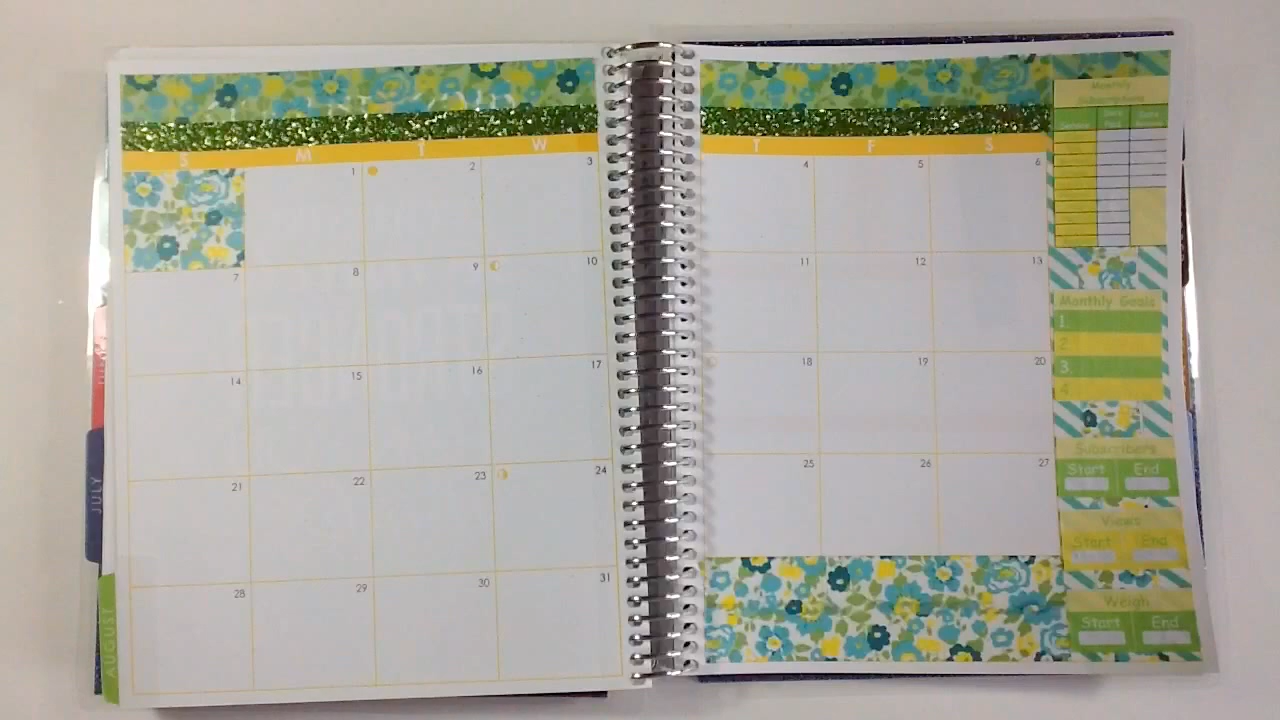 S M T W T F S
1 2 3 4 5 6
7 8 9 10 11 12 13
14 15 16 17 18 19 20
21 22 23 24 25 26 27
28 29 30 31
JULY
AUGUST
Monthly
Monthly Goals
1.
2.
3.
4
Subscribers
Start End
Views
Start End
Weigh
Start End